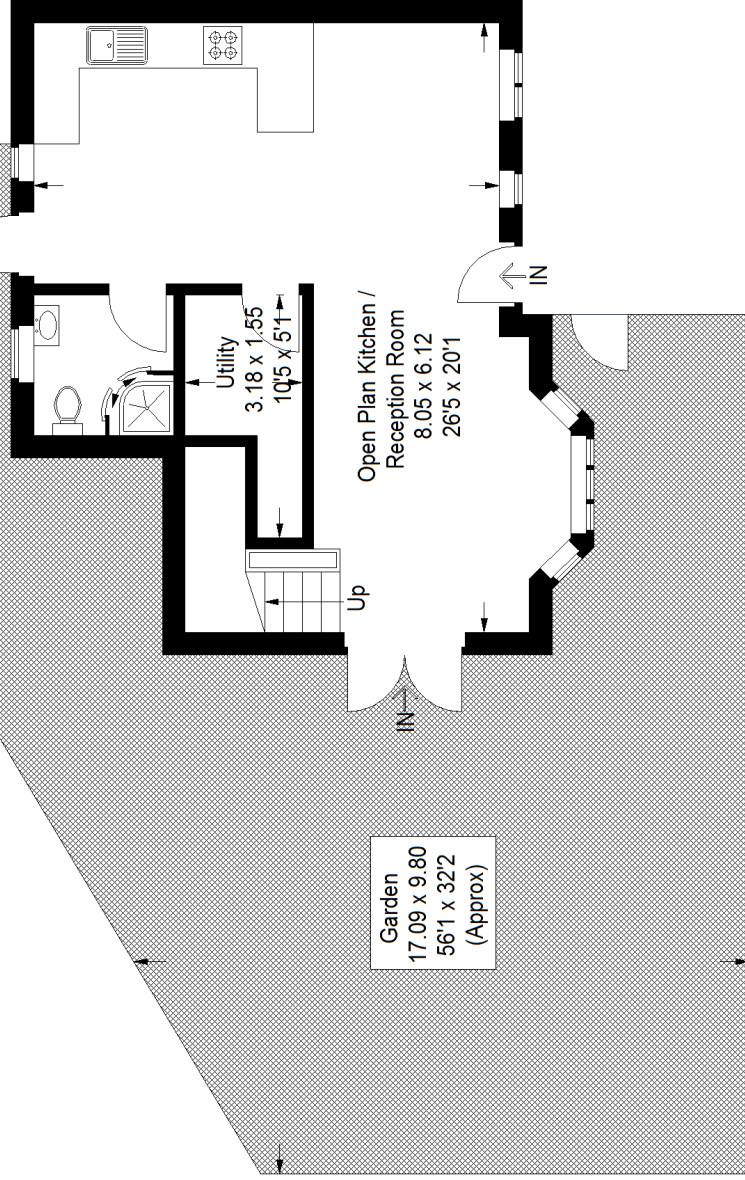 IN
Utility
3.18 x 1.55
10'5 x 5'1
Open Plan Kitchen /
Reception Room
8.05 x 6.12
26'5 x 20'1
Up
IN
Garden
17.09 x 9.80
56'1 x 32'2
(Approx)